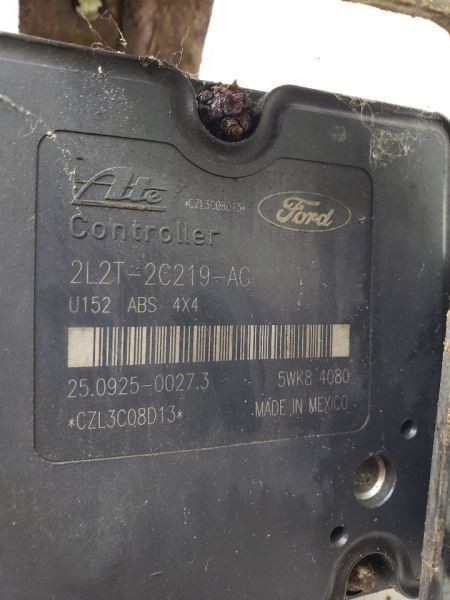 Ate
*CZL3C08D13*
Ford
Controller
2L2T-2C219-AC
U152 ABS 4X4
25.0925-0027.3
5WK8 4080
*CZL3C08D13*
MADE IN MEXICO